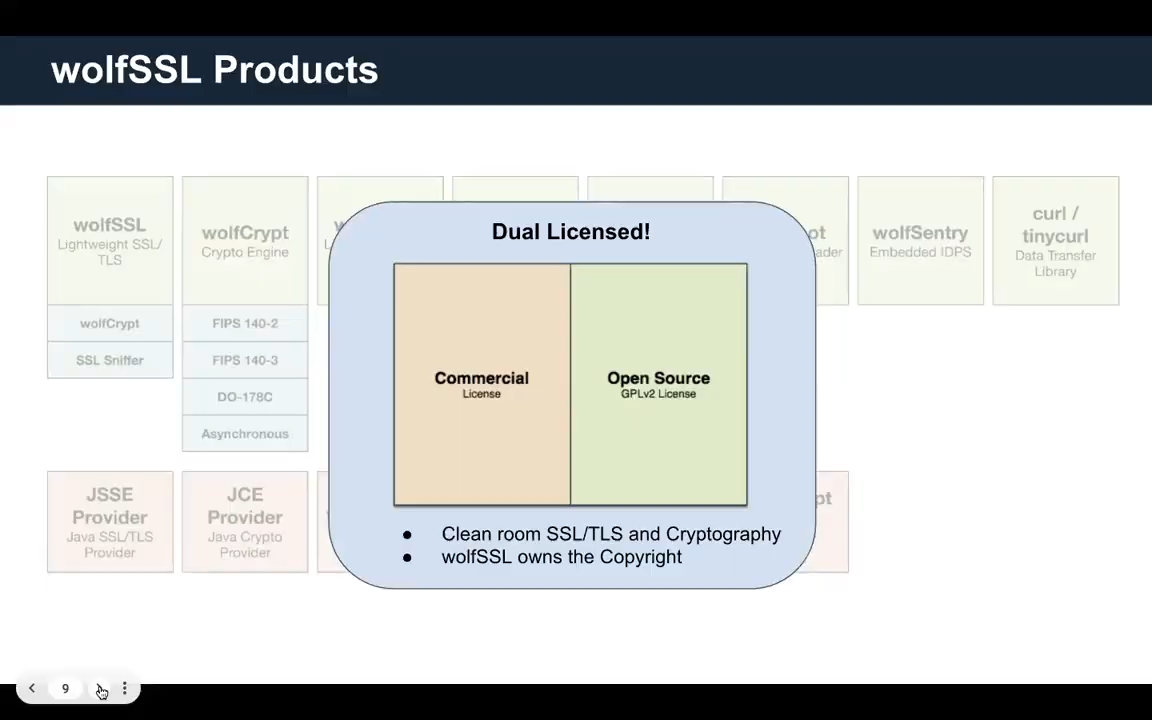 wolfSSL Products
wolfSSL
Lightweight SSL/
TLS
wolfCrypt
SSL Sniffer
wolfCrypt
Crypto Engine
FIPS 140-2
FIPS 140-3
DO-178C
Asynchronous
Dual Licensed!
Commercial
License
Open Source
GPLv2 License
● Clean room SSL/TLS and Cryptography
● wolfSSL owns the Copyright
wolfSentry
Embedded IDPS
curl /
tinycurl
Data Transfer
Library
JSSE
Provider
Java SSL/TLS
Provider
JCE
Provider
Java Crypto
Provider
9